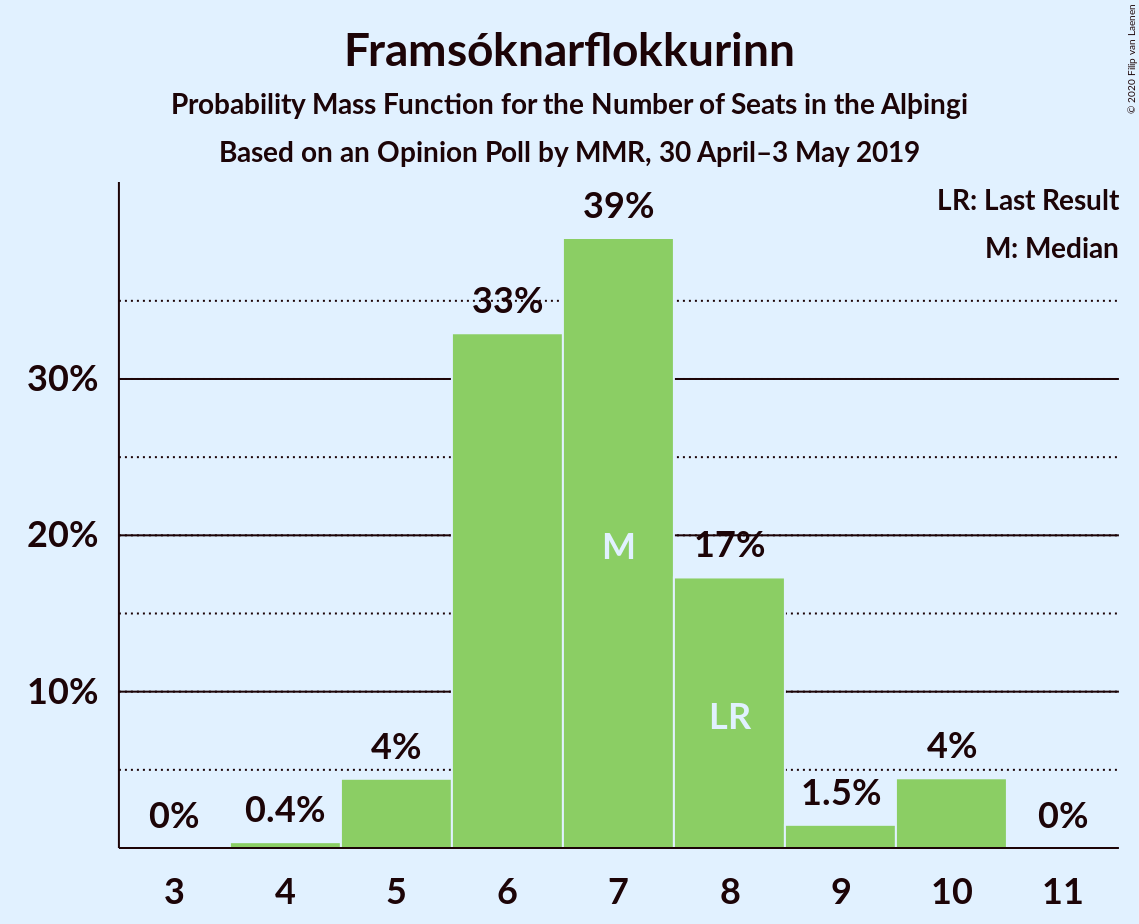 Framsóknarflokkurinn
Probability Mass Function for the Number of Seats in the Alþingi
Based on an Opinion Poll by MMR, 30 April–3 May 2019
© 2020 Filip van Laenen
LR: Last Result
M: Median
39%
33%
30%
M
20%
17%
LR
10%
4%
4%
1.5%
0.4%
0%
0%
3 4 5 6 7 8 9 10 11